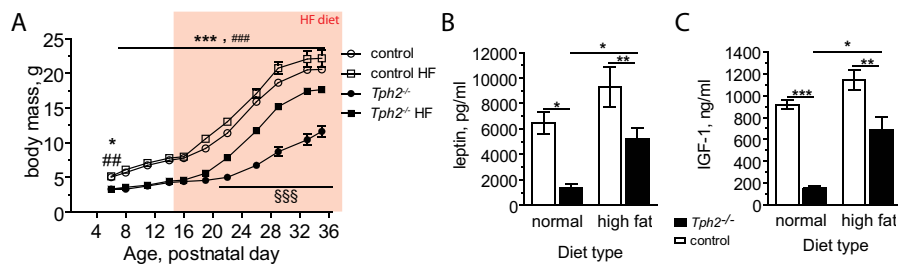 A
HF diet
*** , ###
25
20
15
10
5
0
body mass, g
*
##
§§§
4 8 12 16 20 24 28 32 36
Age, postnatal day
control
control HF
Tph2-/-
Tph2-/- HF
B
12000
10000
8000
6000
4000
2000
0
leptin, pg/ml
*
*
**
normal high fat
Diet type
Tph2-/-
control
C
1400
1200
1000
800
600
400
200
0
IGF-1, ng/ml
*
***
**
normal high fat
Diet type